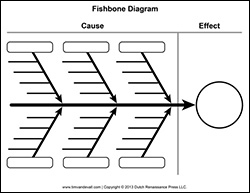 Fishbone Diagram
Cause
Effect
www.timvandevall.com | Copyright © 2013 Dutch Renaissance Press LLC.